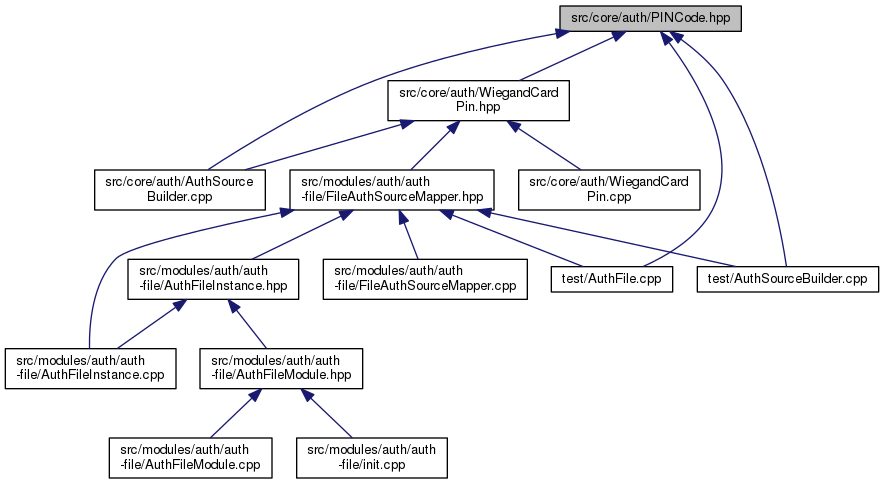 src/core/auth/PINCode.hpp
src/core/auth/WiegandCard
Pin.hpp
src/core/auth/AuthSource
Builder.cpp
src/modules/auth/auth
-file/FileAuthSourceMapper.hpp
src/core/auth/WiegandCard
Pin.cpp
src/modules/auth/auth
-file/AuthFileInstance.hpp
src/modules/auth/auth
-file/FileAuthSourceMapper.cpp
test/AuthFile.cpp
test/AuthSourceBuilder.cpp
src/modules/auth/auth
-file/AuthFileInstance.cpp
src/modules/auth/auth
-file/AuthFileModule.hpp
src/modules/auth/auth
-file/AuthFileModule.cpp
src/modules/auth/auth
-file/init.cpp